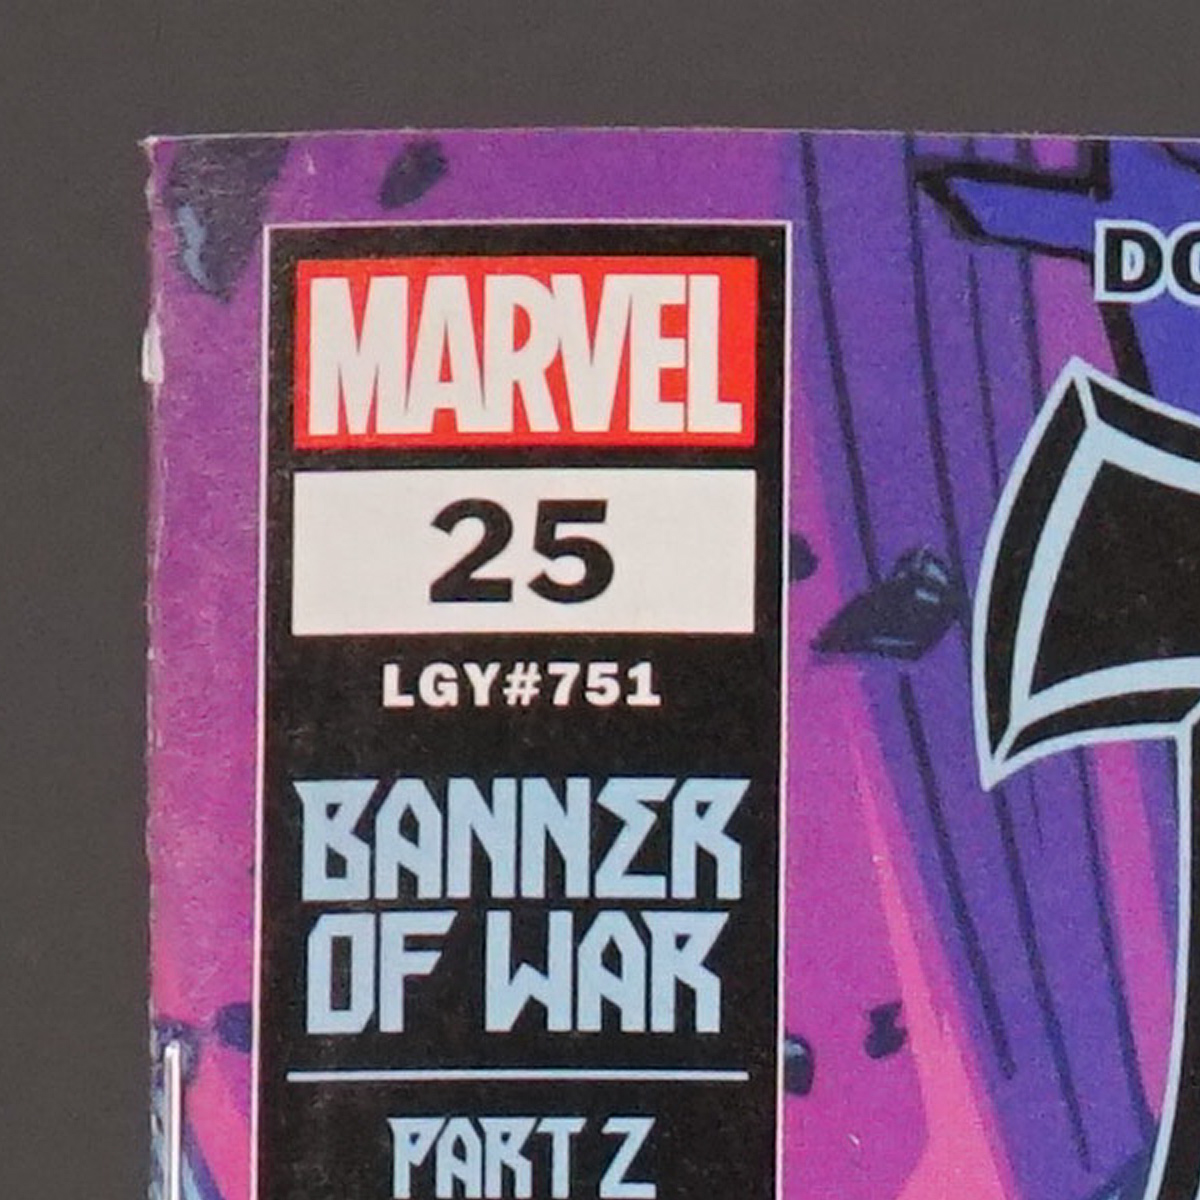 MARVEL
25
LGY#751
BANNER
OF WAR
PART 2